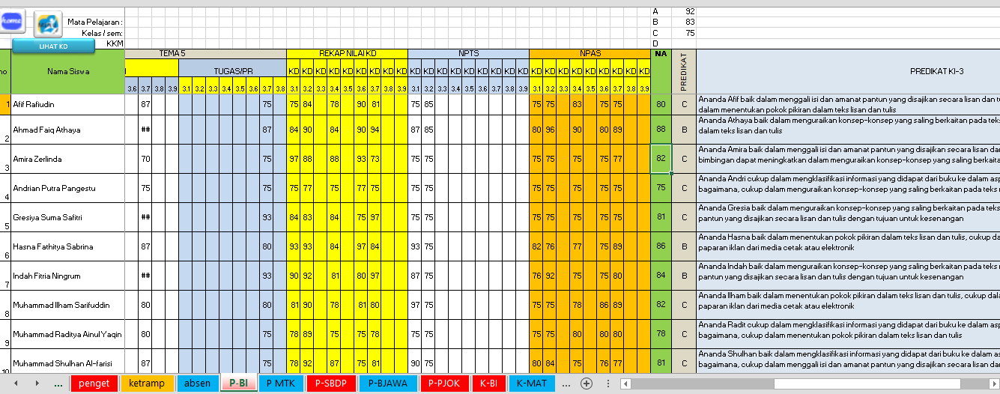 A 92
home Mata Pelajaran : B 83
Kelas / sem: C 75
LIHAT KD KKM D
TEMA 5 REKAP NILAI KD NPTS NPAS NA PREDIKAT
no Nama Siswa TUGAS/PR KD KD KD KD KD KD KD KD KD KD KD KD KD KD KD KD KD KD KD KD KD KD KD KD KD KD KD PREDIKAT KI-3
3.6 3.7 3.8 3.9 3.1 3.2 3.3 3.4 3.5 3.6 3.7 3.8 3.1 3.2 3.3 3.4 3.5 3.6 3.7 3.8 3.9 3.1 3.2 3.3 3.4 3.5 3.6 3.7 3.8 3.9 3.1 3.2 3.3 3.4 3.5 3.6 3.7 3.8 3.9
1 Afif Rafiudin 87 75 75 84 78 90 81 75 85 75 75 83 75 75 80 C Ananda Afif baik dalam menggali isi dan amanat pantun yang disajikan secara lisan dan
dalam menentukan pokok pikiran dalam teks lisan dan tulis
2 Ahmad Faiq Athaya ## 87 84 90 84 90 94 87 85 80 96 90 80 89 88 B Ananda Athaya baik dalam menguraikan konsep-konsep yang saling berkaitan pada
dalam teks lisan dan tulis
3 Amira Zerlinda 70 75 97 88 88 93 73 75 75 75 75 75 75 77 82 C Ananda Amira baik dalam menggali isi dan amanat pantun yang disajikan secara lisan
bimbingan dapat meningkatkan dalam menguraikan konsep-konsep yang saling
4 Andrian Putra Pangestu 75 75 75 77 77 75 77 75 75 75 75 75 75 75 75 C Ananda Andri cukup dalam mengklasifikasi informasi yang didapat dari buku ke dalam
bagaimana, cukup dalam menguraikan konsep-konsep yang saling berkaitan pada teks
5 Gresiya Suma Safitri ## 93 84 83 84 75 97 75 75 75 75 75 75 75 81 C Ananda Gresia baik dalam menguraikan konsep-konsep yang saling berkaitan pada teks
pantun yang disajikan secara lisan dan tulis dengan tujuan untuk kesenangan
6 Hasna Fathitya Sabrina 87 80 93 93 84 97 84 93 75 82 76 77 75 89 86 B Ananda Hasna baik dalam menentukan pokok pikiran dalam teks lisan dan tulis, cukup
paparan iklan dari media cetak atau elektronik
7 Indah Fitria Ningrum ## 93 90 92 81 80 97 87 75 76 92 75 75 80 84 B Ananda Indah baik dalam menguraikan konsep-konsep yang saling berkaitan pada teks
pantun yang disajikan secara lisan dan tulis dengan tujuan untuk kesenangan
8 Muhammad Ilham Sarifuddin 80 80 81 90 78 81 80 97 75 75 75 78 86 89 82 C Ananda Ilham baik dalam menentukan pokok pikiran dalam teks lisan dan tulis, cukup
paparan iklan dari media cetak atau elektronik
9 Muhammad Raditya Ainul Yaqin 80 75 78 89 75 75 78 75 75 75 75 80 80 80 78 C Ananda Radit cukup dalam mengklasifikasi informasi yang didapat dari buku ke dalam
bagaimana, cukup dalam menentukan pokok pikiran dalam teks lisan dan tulis
10 Muhammad Shulhan Al-farisi 87 75 78 92 87 75 81 90 75 80 84 75 76 77 81 C Ananda Shulhan baik dalam mengklasifikasi informasi yang didapat dari buku ke dalam
bagaimana, cukup dalam menggali isi dan amanat pantun yang disajikan secara lisan
... penget ketramp absen P-BI P MTK P-SBDP P-BJAWA P-PJOK K-BI K-MAT ...